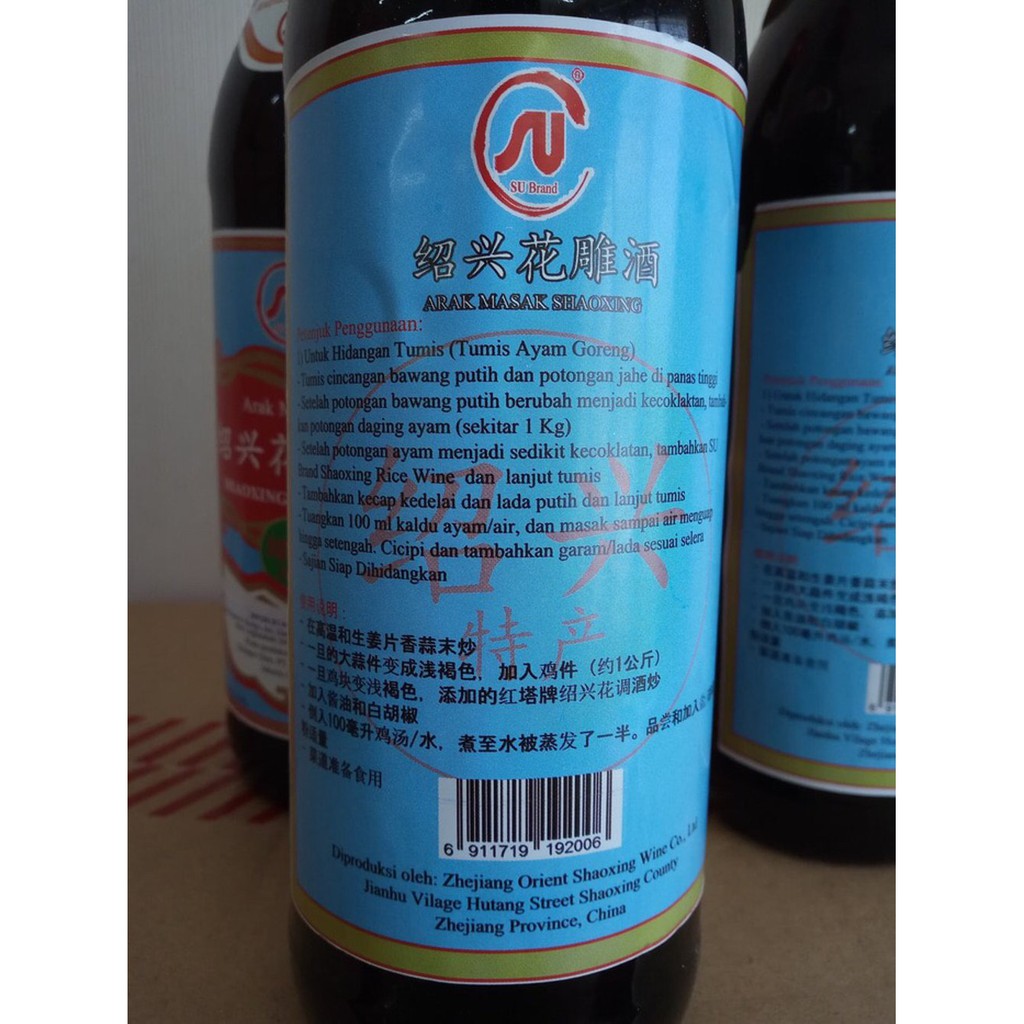 SU Brand
绍兴花雕酒
ARAK MASAK SHAOXING
Petunjuk Penggunaan:
1) Untuk Hidangan Tumis (Tumis Ayam Goreng)
- Tumis cincangan bawang putih dan potongan jahe di panas tinggi
- Setelah potongan bawang putih berubah menjadi kecoklaktan, tambah-
kan potongan daging ayam (sekitar 1 Kg)
- Setelah potongan ayam menjadi sedikit kecoklatan, tambahkan SU
Brand Shaoxing Rice Wine dan lanjut tumis
- Tambahkan kecap kedelai dan lada putih dan lanjut tumis
- Tuangkan 100 ml kaldu ayam/air, dan masak sampai air menguap
hingga setengah. Cicipi dan tambahkan garam/lada sesuai selera
- Sajian Siap Dihidangkan
绍兴
特产
使用说明：
- 在高温和生姜片香蒜末炒
- 一旦的大蒜件变成浅褐色，加入鸡件（约1公斤）
- 一旦鸡块变浅褐色，添加的红塔牌绍兴花调酒炒
- 加入酱油和白胡椒
- 倒入100毫升鸡汤/水，煮至水被蒸发了一半。品尝和加入
粉适量
- 准备食用
6 911719 192006
Diproduksi oleh: Zhejiang Orient Shaoxing Wine Co., Ltd
Jianhu Vilage Hutang Street Shaoxing County
Zhejiang Province, China